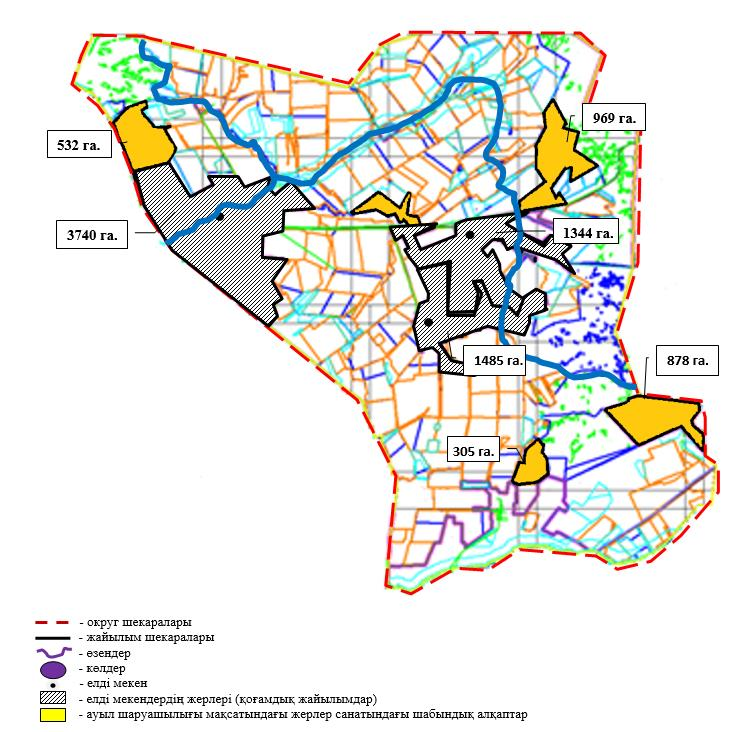 969 га.
532 га.
3740 га.
1344 га.
1485 га.
878 га.
305 га.
- округ шекаралары
- жайылым шекаралары
- өзендер
- көлдер
- елді мекен
- елді мекендердің жерлері (қоғамдық жайылымдар)
- ауыл шаруашылығы мақсатындағы жерлер санатындағы шабындық алқаптар